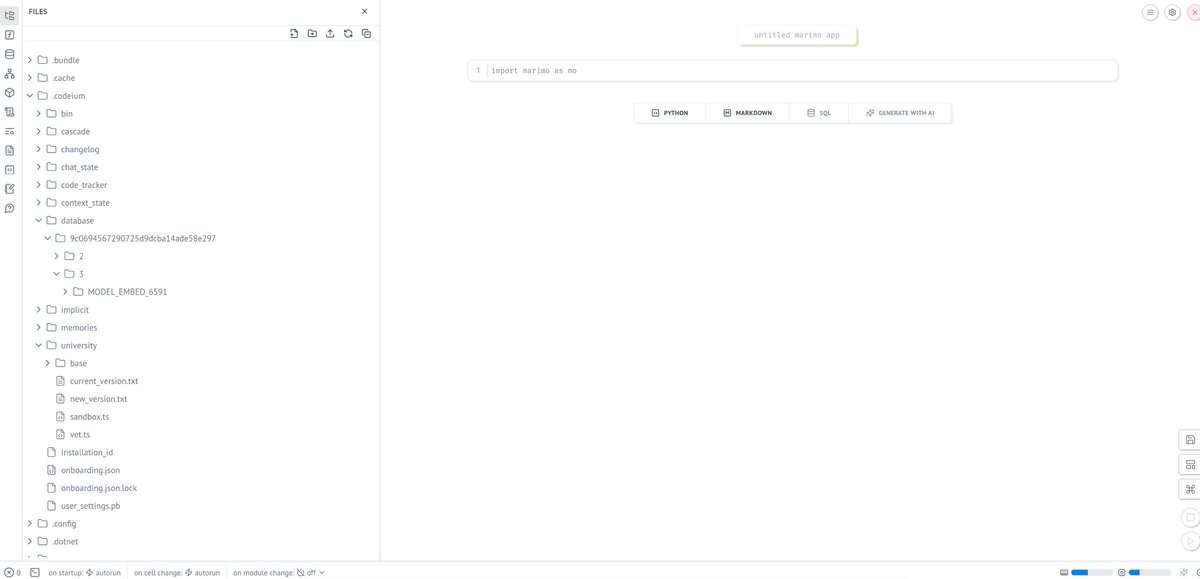 FILES
.bundle
.cache
.codeium
bin
cascade
changelog
chat_state
code_tracker
context_state
database
9c0694567290725d9dcba14ade58e297
2
3
MODEL_EMBED_6591
implicit
memories
university
base
current_version.txt
new_version.txt
sandbox.ts
vet.ts
installation_id
onboarding.json
onboarding.json.lock
user_settings.pb
.config
.dotnet
untitled marimo app
1 import marimo as mo
PYTHON MARKDOWN SQL GENERATE WITH AI
0 on startup: autorun on cell change: autorun on module change: off